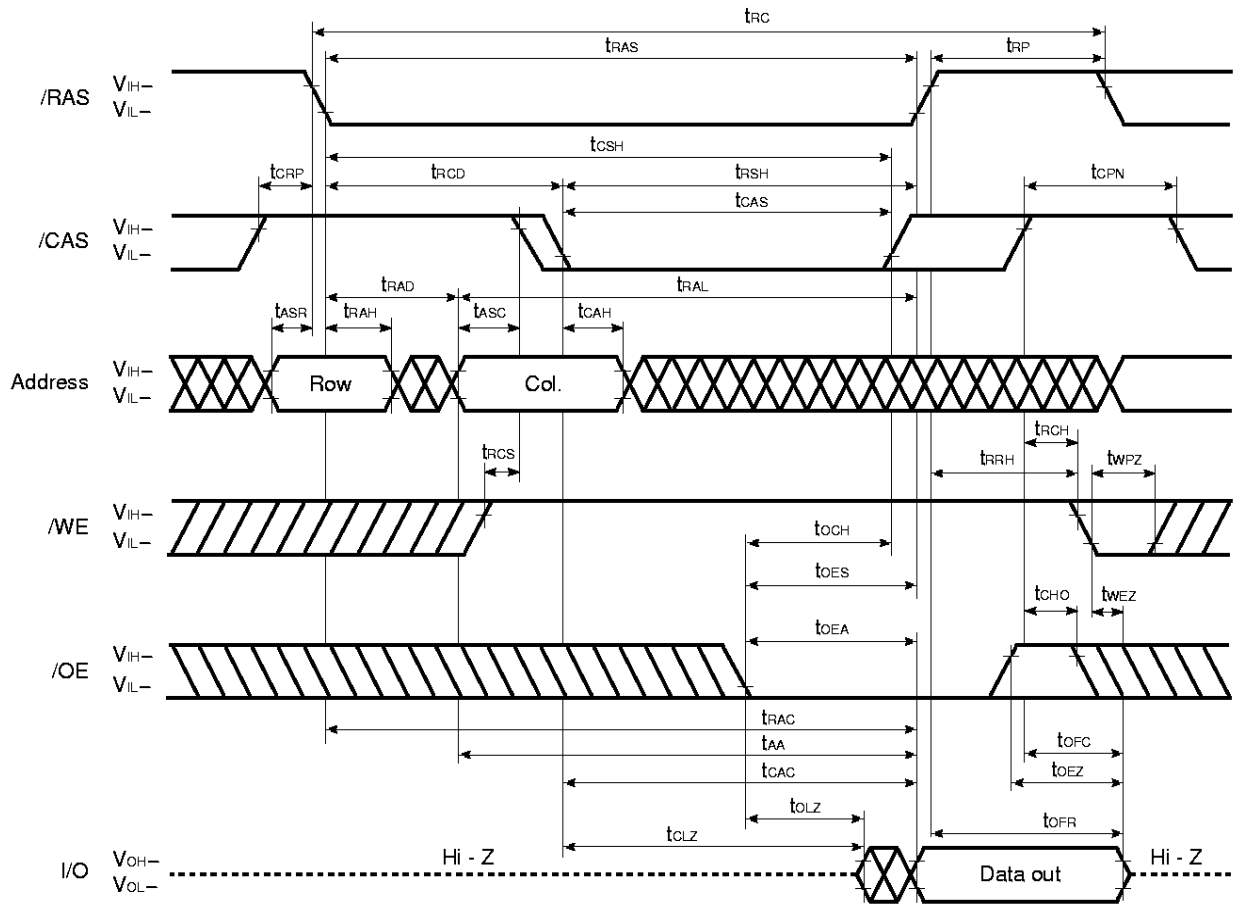 tRC
tRAS tRP
/RAS VIH–
VIL–
tCSH
tCRP tRCD tRSH tCPN
tCAS
/CAS VIH–
VIL–
tRAD tRAL
tASR tRAH tASC tCAH
Address VIH–
VIL–
Row Col.
tRCH
tRCS tRRH tWPZ
/WE VIH–
VIL–
tOCH
tOES
tCHO tWEZ
tOEA
/OE VIH–
VIL–
tRAC
tAA tOFC
tCAC tOEZ
tOLZ
tCLZ tOFR
I/O VOH–
VOL–
Hi - Z Data out Hi - Z